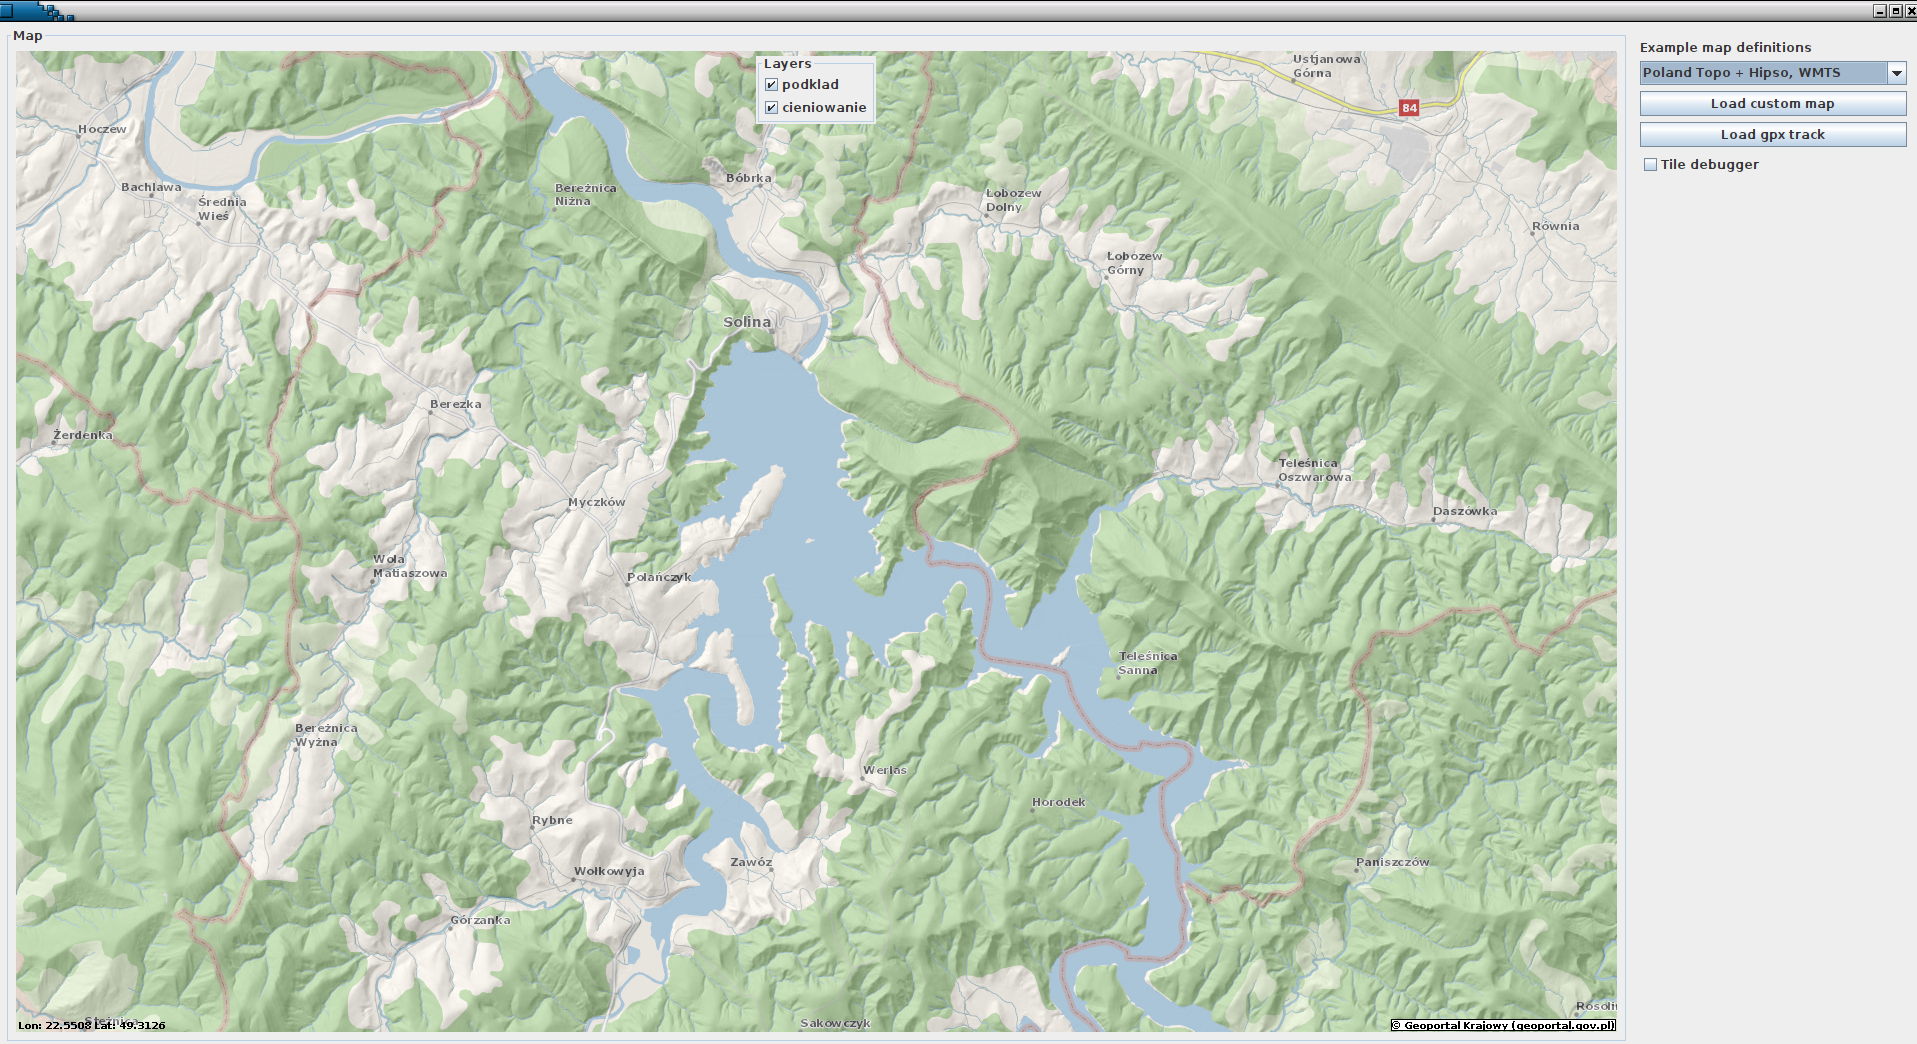 Map
Layers
podklad
cieniowanie
Example map definitions
Poland Topo + Hipso, WMTS
Load custom map
Load gpx track
Tile debugger
Ustjanowa
Górna
84
Hoczew
Bachlawa
Średnia
Wieś
Bereżnica
Niżna
Bóbrka
Łobozew
Dolny
Równia
Łobozew
Górny
Solina
Berezka
Żerdenka
Teleśnica
Oszwarowa
Myczków
Daszówka
Wola
Matiaszowa
Polańczyk
Teleśnica
Sanna
Bereżnica
Wyżna
Werlas
Horodek
Rybne
Zawóz
Paniszczów
Wołkowyja
Górzanka
Rosolin
Steźnica
Sakowczyk
Lon: 22.5508 Lat: 49.3126
© Geoportal Krajowy (geoportal.gov.pl)